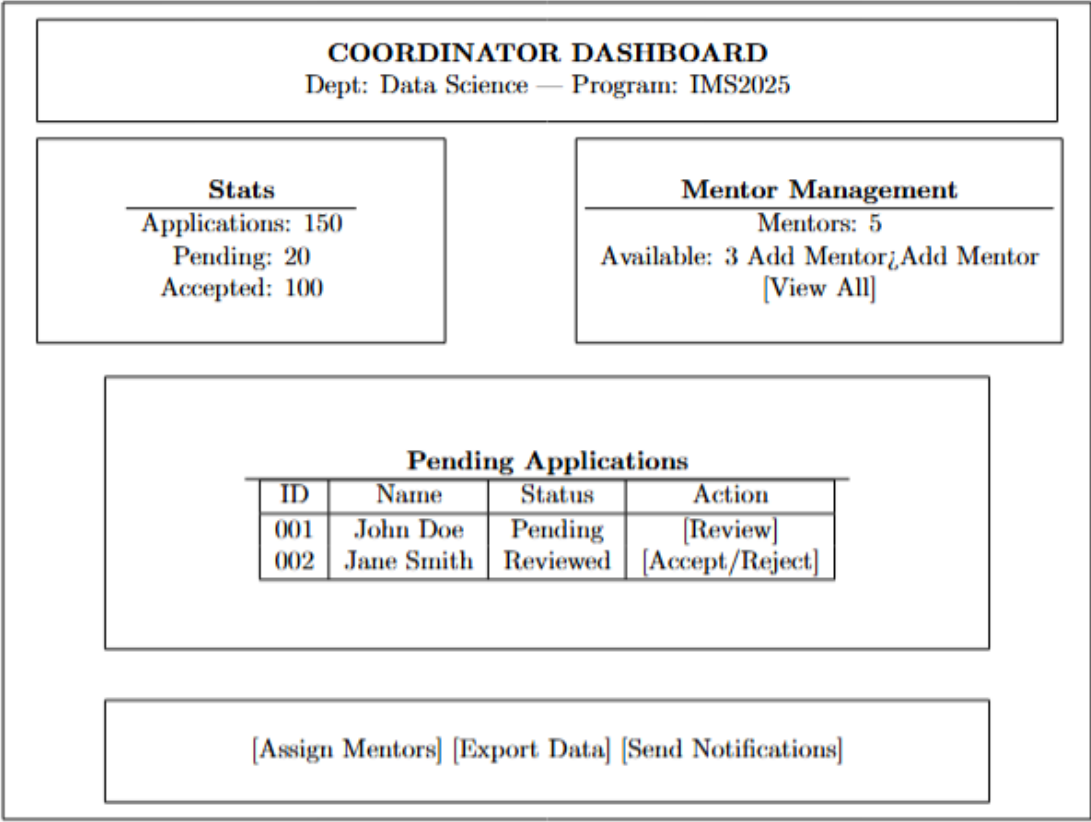 COORDINATOR DASHBOARD
Dept: Data Science — Program: IMS2025
Stats
Applications: 150
Pending: 20
Accepted: 100
Mentor Management
Mentors: 5
Available: 3 Add Mentor¿Add Mentor
[View All]
Pending Applications
ID Name Status Action
001 John Doe Pending [Review]
002 Jane Smith Reviewed [Accept/Reject]
[Assign Mentors] [Export Data] [Send Notifications]